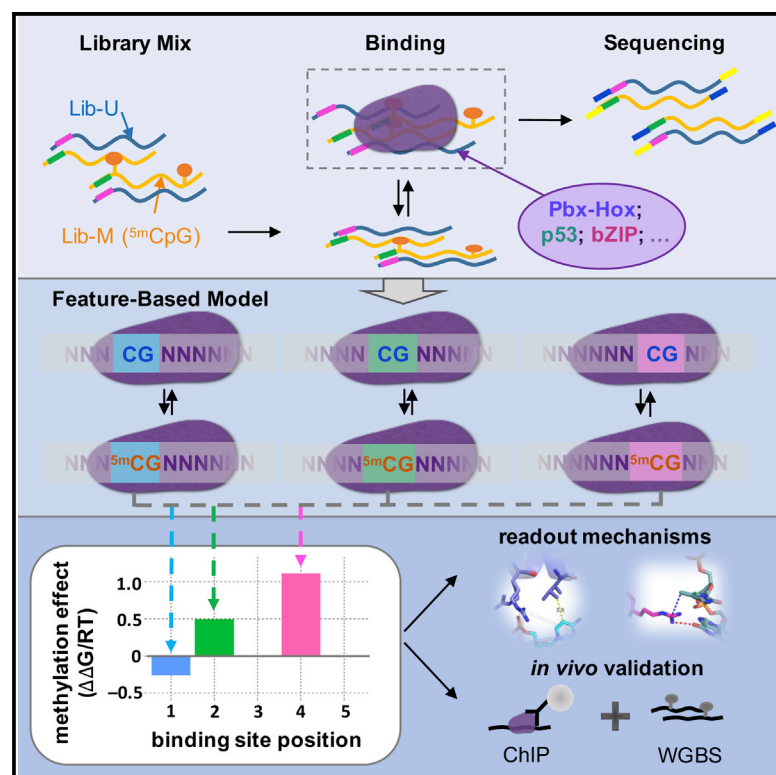 Library Mix
Binding
Sequencing
Lib-U
Lib-M (5mCpG)
Pbx-Hox;
p53; bZIP; ...
Feature-Based Model
NNN CG NNNNNN
NNNN CG NNNNN
NNNNNN CG NNN
NNN 5mCG NNNNNN
NNNN 5mCG NNNNN
NNNNNN 5mCG NNN
methylation effect
(ΔΔG/RT)
1.0
0.5
0
−0.5
1 2 3 4 5
binding site position
readout mechanisms
in vivo validation
ChIP
WGBS